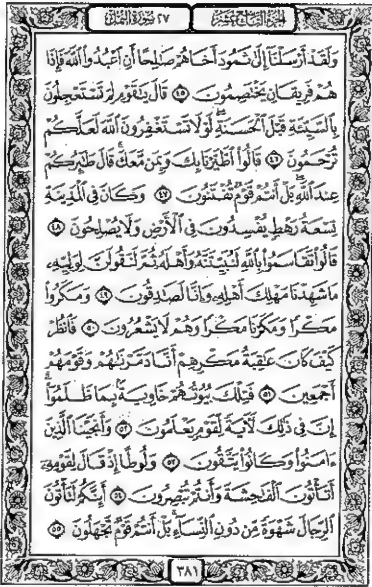 الجزء التاسع عشر
٢٧ سورة النمل
وَلَقَدْ أَرْسَلْنَآ إِلَىٰ ثَمُودَ أَخَاهُمْ صَٰلِحًا أَنِ ٱعْبُدُوا۟ ٱللَّهَ فَإِذَا
هُمْ فَرِيقَانِ يَخْتَصِمُونَ ٤٥ قَالَ يَٰقَوْمِ لِمَ تَسْتَعْجِلُونَ
بِٱلسَّيِّئَةِ قَبْلَ ٱلْحَسَنَةِ ۖ لَوْلَا تَسْتَغْفِرُونَ ٱللَّهَ لَعَلَّكُمْ
تُرْحَمُونَ ٤٦ قَالُوا۟ ٱطَّيَّرْنَا بِكَ وَبِمَن مَّعَكَ ۚ قَالَ طَٰٓئِرُكُمْ
عِندَ ٱللَّهِ ۖ بَلْ أَنتُمْ قَوْمٌ تُفْتَنُونَ ٤٧ وَكَانَ فِى ٱلْمَدِينَةِ
تِسْعَةُ رَهْطٍ يُفْسِدُونَ فِى ٱلْأَرْضِ وَلَا يُصْلِحُونَ ٤٨
قَالُوا۟ تَقَاسَمُوا۟ بِٱللَّهِ لَنُبَيِّتَنَّهُۥ وَأَهْلَهُۥ ثُمَّ لَنَقُولَنَّ لِوَلِيِّهِۦ
مَا شَهِدْنَا مَهْلِكَ أَهْلِهِۦ وَإِنَّا لَصَٰدِقُونَ ٤٩ وَمَكَرُوا۟
مَكْرًا وَمَكَرْنَا مَكْرًا وَهُمْ لَا يَشْعُرُونَ ٥٠ فَٱنظُرْ
كَيْفَ كَانَ عَٰقِبَةُ مَكْرِهِمْ أَنَّا دَمَّرْنَٰهُمْ وَقَوْمَهُمْ
أَجْمَعِينَ ٥١ فَتِلْكَ بُيُوتُهُمْ خَاوِيَةًۢ بِمَا ظَلَمُوٓا۟ ۗ
إِنَّ فِى ذَٰلِكَ لَءَايَةً لِّقَوْمٍ يَعْلَمُونَ ٥٢ وَأَنجَيْنَا ٱلَّذِينَ
ءَامَنُوا۟ وَكَانُوا۟ يَتَّقُونَ ٥٣ وَلُوطًا إِذْ قَالَ لِقَوْمِهِۦٓ
أَتَأْتُونَ ٱلْفَٰحِشَةَ وَأَنتُمْ تُبْصِرُونَ ٥٤ أَئِنَّكُمْ لَتَأْتُونَ
ٱلرِّجَالَ شَهْوَةً مِّن دُونِ ٱلنِّسَآءِ ۚ بَلْ أَنتُمْ قَوْمٌ تَجْهَلُونَ ٥٥
٣٨١